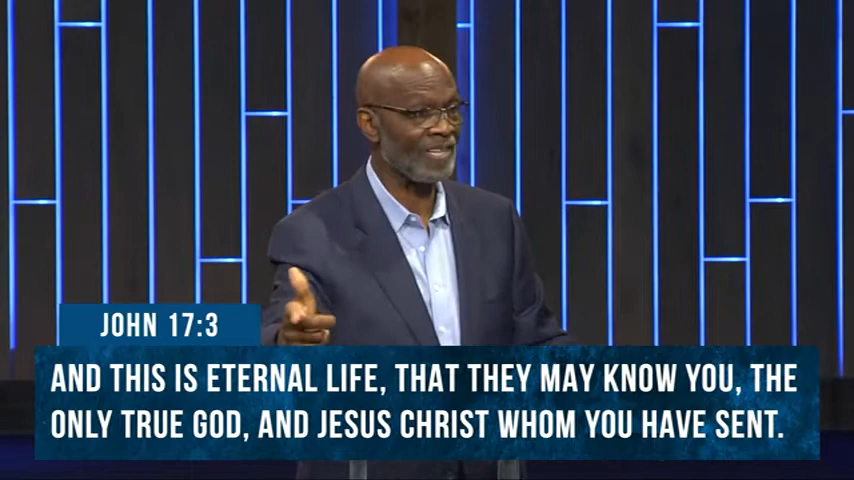 JOHN 17:3
AND THIS IS ETERNAL LIFE, THAT THEY MAY KNOW YOU, THE
ONLY TRUE GOD, AND JESUS CHRIST WHOM YOU HAVE SENT.